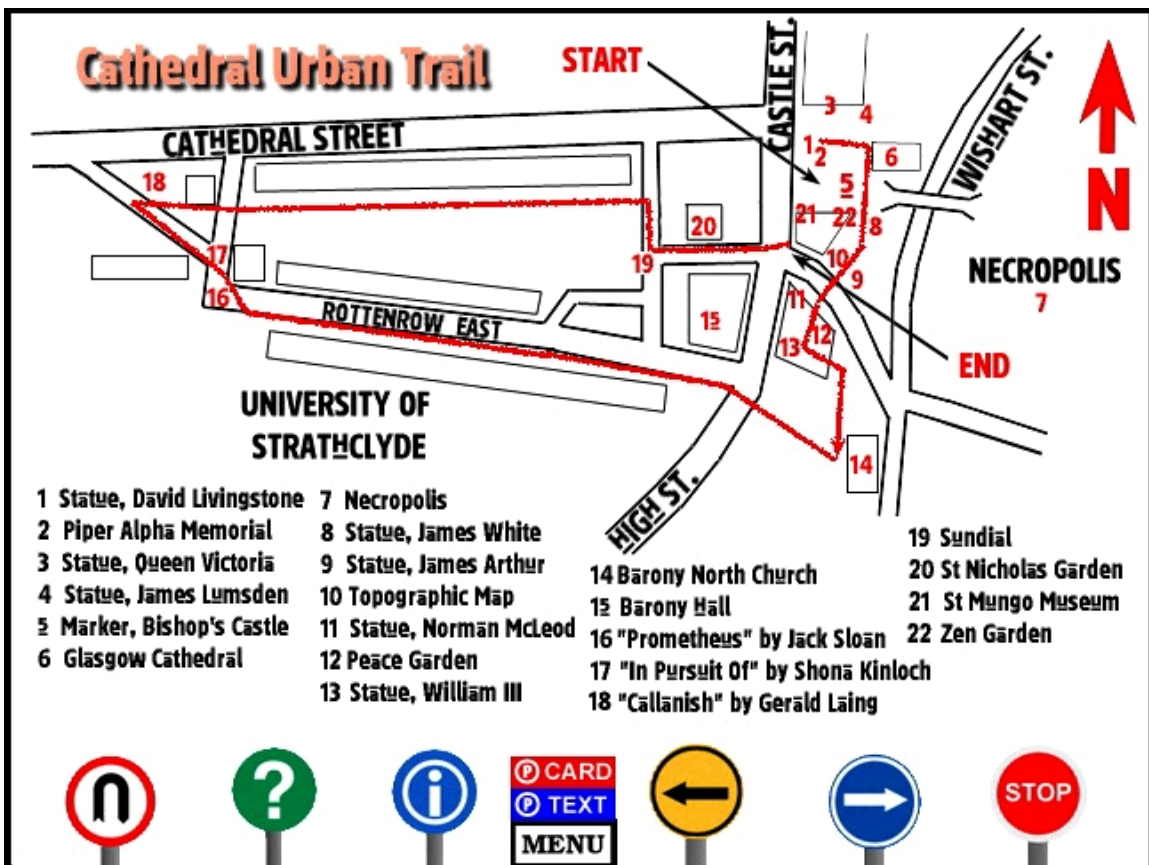 Cathedral Urban Trail
START
CASTLE ST.
WISHART ST.
CATHEDRAL STREET
N
NECROPOLIS
7
1
2
3
4
5
6
8
9
10
11
12
13
14
15
16
17
18
19
20
21
22
ROTTENROW EAST
END
UNIVERSITY OF
STRATHCLYDE
HIGH ST.
1 Statue, David Livingstone
2 Piper Alpha Memorial
3 Statue, Queen Victoria
4 Statue, James Lumsden
5 Marker, Bishop's Castle
6 Glasgow Cathedral
7 Necropolis
8 Statue, James White
9 Statue, James Arthur
10 Topographic Map
11 Statue, Norman McLeod
12 Peace Garden
13 Statue, William III
14 Barony North Church
15 Barony Hall
16 "Prometheus" by Jack Sloan
17 "In Pursuit Of" by Shona Kinloch
18 "Callanish" by Gerald Laing
19 Sundial
20 St Nicholas Garden
21 St Mungo Museum
22 Zen Garden
?
i
Ⓟ CARD
Ⓟ TEXT
MENU
STOP